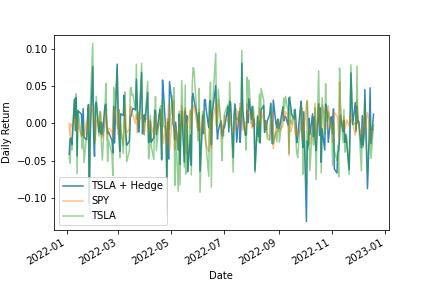 0.10
0.05
0.00
−0.05
−0.10
Daily Return
TSLA + Hedge
SPY
TSLA
2022-01
2022-03
2022-05
2022-07
2022-09
2022-11
2023-01
Date